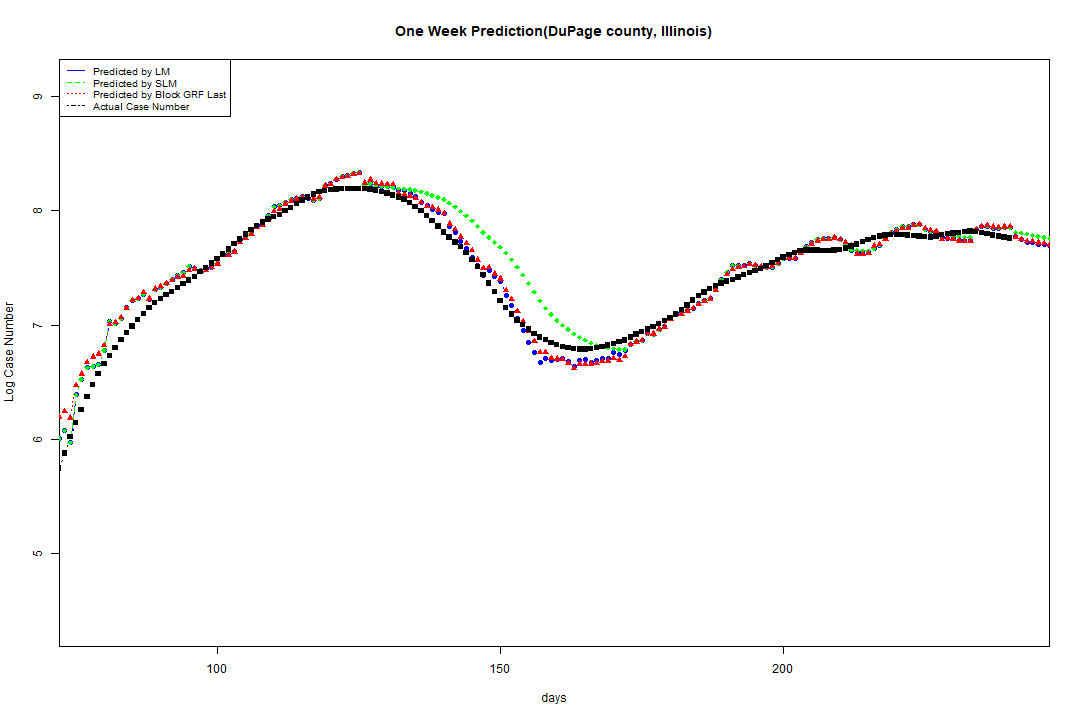 One Week Prediction(DuPage county, Illinois)
Predicted by LM
Predicted by SLM
Predicted by Block GRF Last
Actual Case Number
9
8
7
6
5
Log Case Number
100
150
200
days